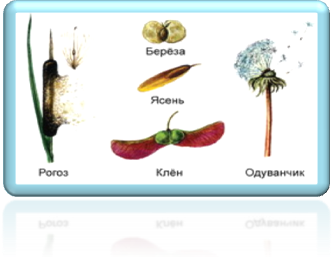 Берёза
Ясень
Рогоз
Клён
Одуванчик